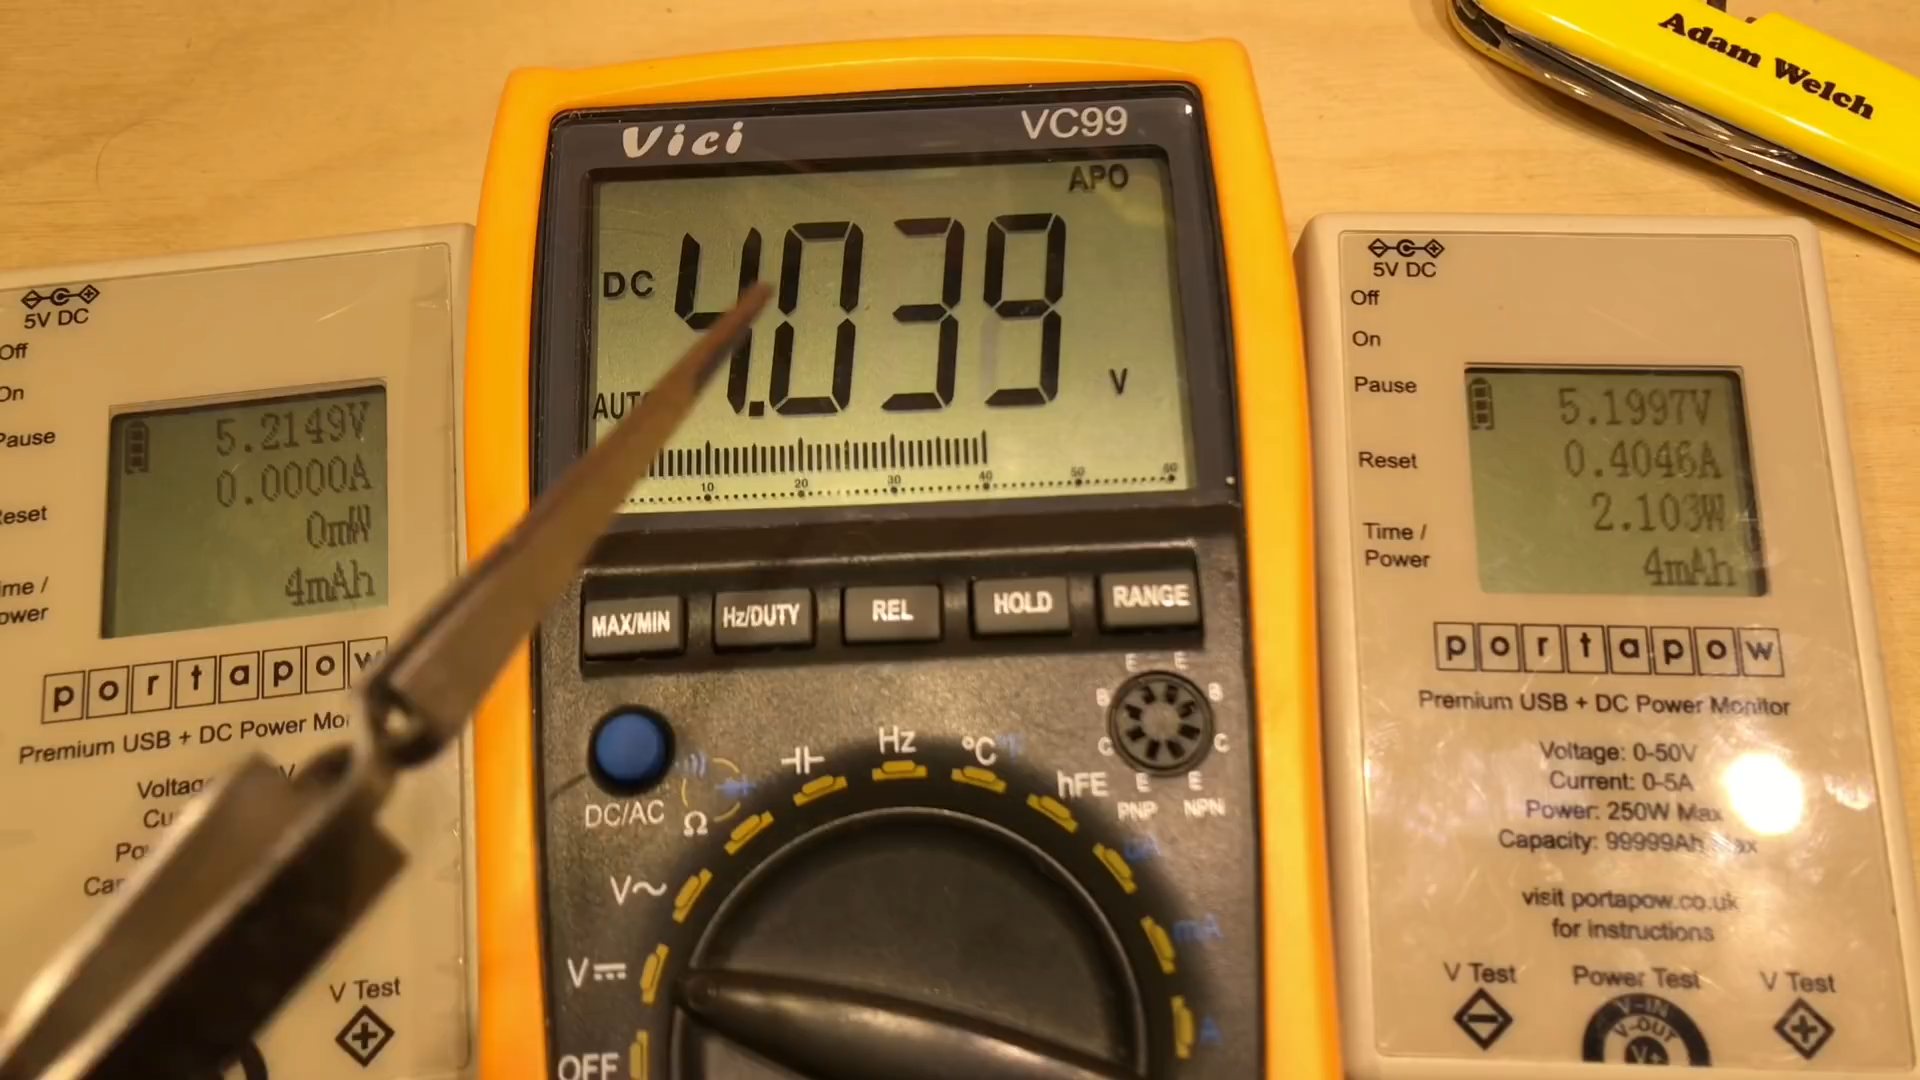 Adam Welch
5V DC
Off
On
Pause
Reset
5.2149V
0.0000A
0mW
4mAh
portapow
Premium USB + DC Power
V Test
Vici
VC99
APO
DC
4.039
V
10 20 30 40 50 60
MAX/MIN
Hz/DUTY
REL
HOLD
RANGE
DC/AC
Ω
Hz
°C
hFE
E E
B B
C C
E E
PNP NPN
V~
V
mA
A
OFF
5V DC
Off
On
Pause
Reset
Time /
Power
5.1997V
0.4046A
2.103W
4mAh
portapow
Premium USB + DC Power Monitor
Voltage: 0-50V
Current: 0-5A
Power: 250W Max
Capacity: 99999Ah Max
visit portapow.co.uk
for instructions
V Test
Power Test
V Test
V-IN
V-OUT
V+